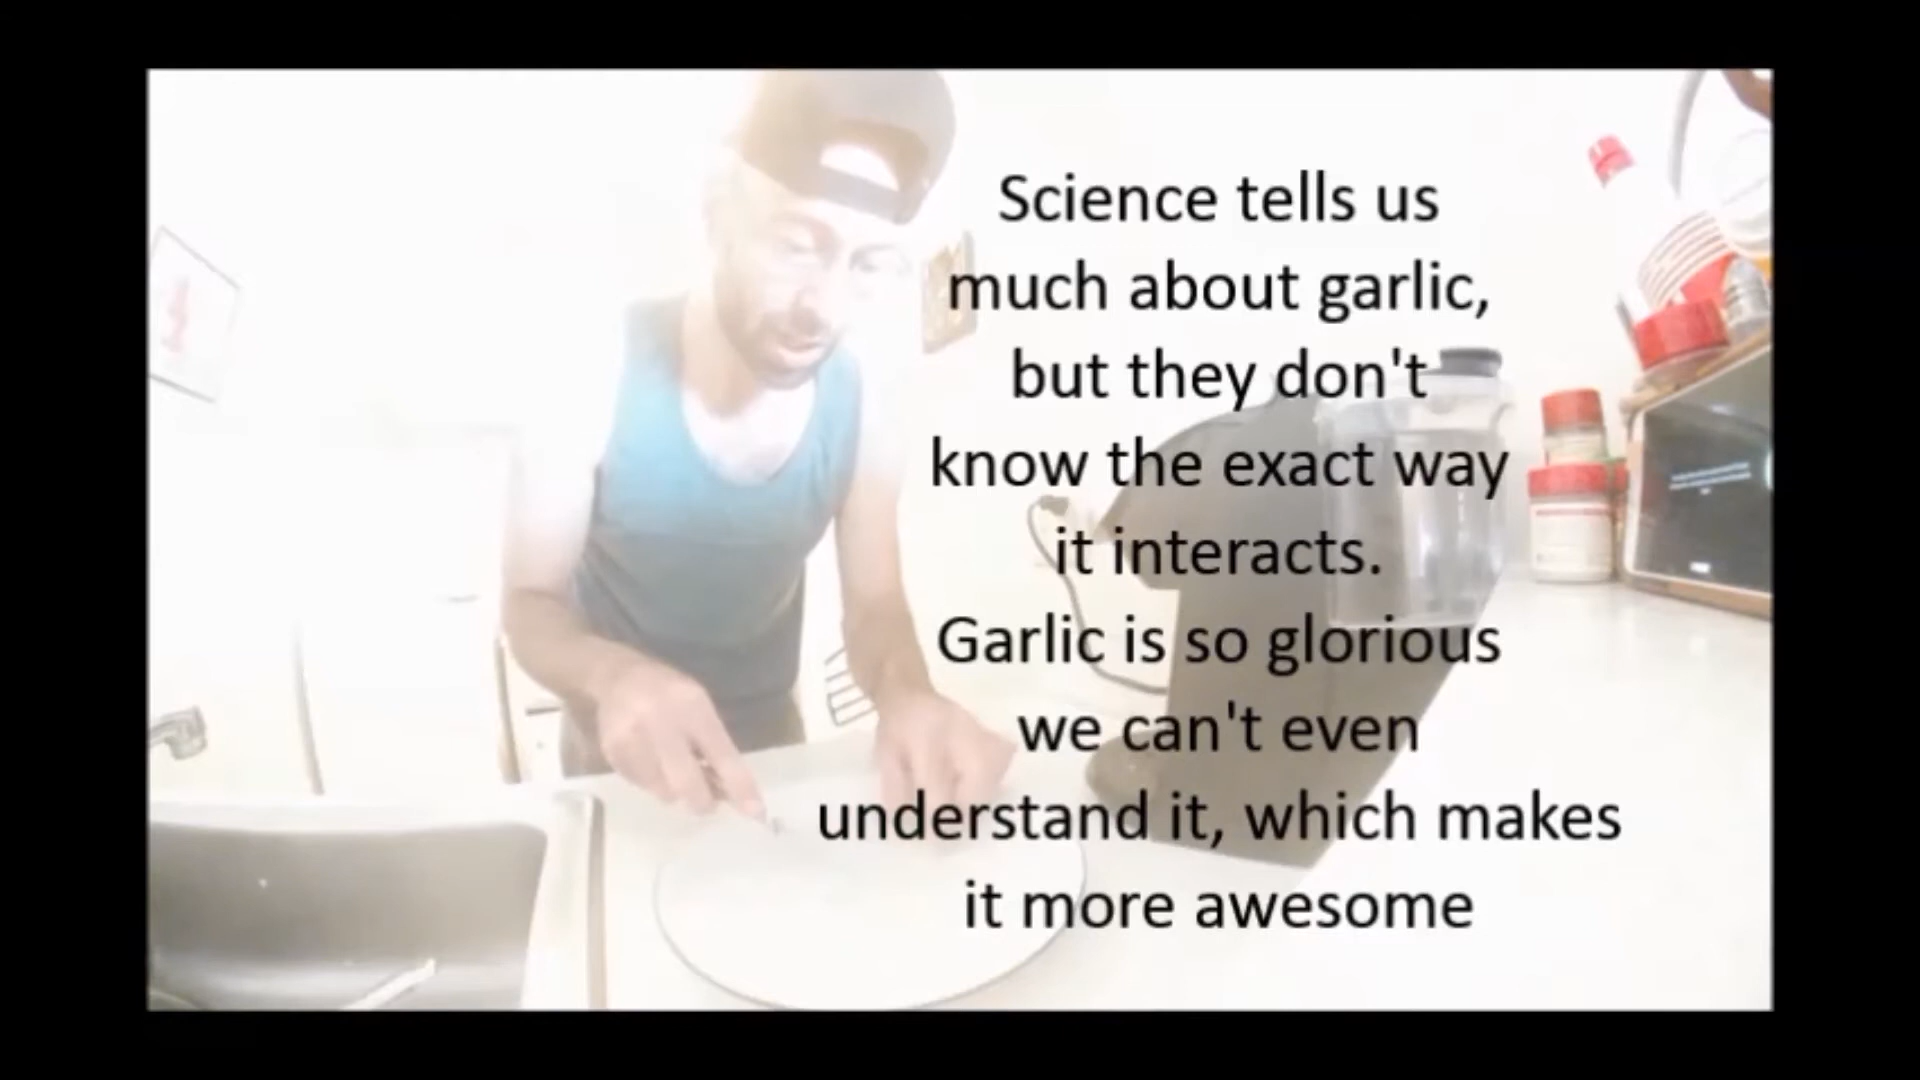 Science tells us
much about garlic,
but they don't
know the exact way
it interacts.
Garlic is so glorious
we can't even
understand it, which makes
it more awesome